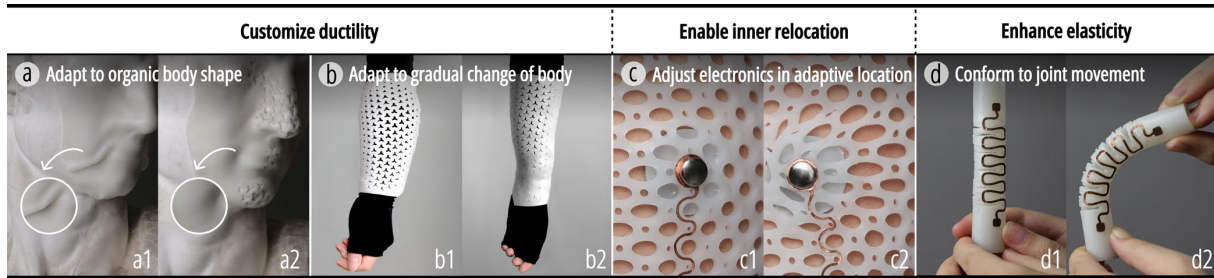 Customize ductility
Enable inner relocation
Enhance elasticity
a Adapt to organic body shape
b Adapt to gradual change of body
c Adjust electronics in adaptive location
d Conform to joint movement
a1
a2
b1
b2
c1
c2
d1
d2